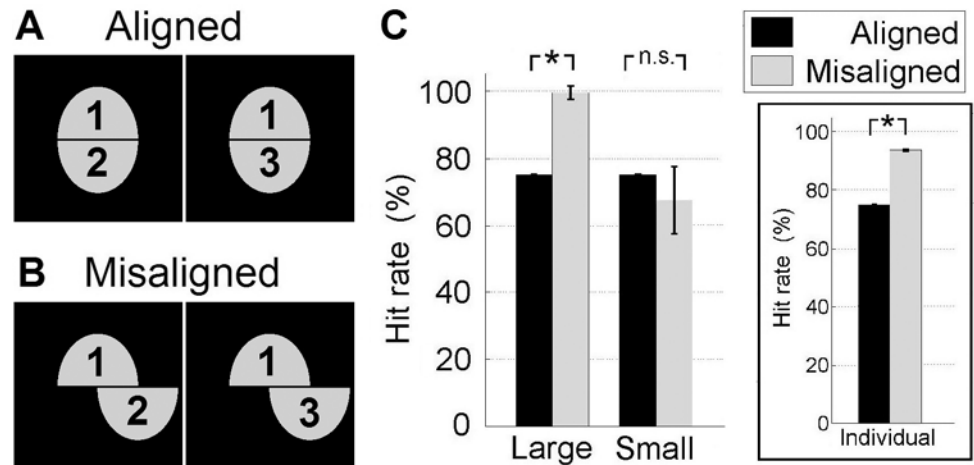 A Aligned
1
2
1
3
B Misaligned
1
2
1
3
C
* n.s.
Hit rate (%)
100
80
60
40
20
0
Large Small
Aligned
Misaligned
*
Hit rate (%)
100
80
60
40
20
0
Individual